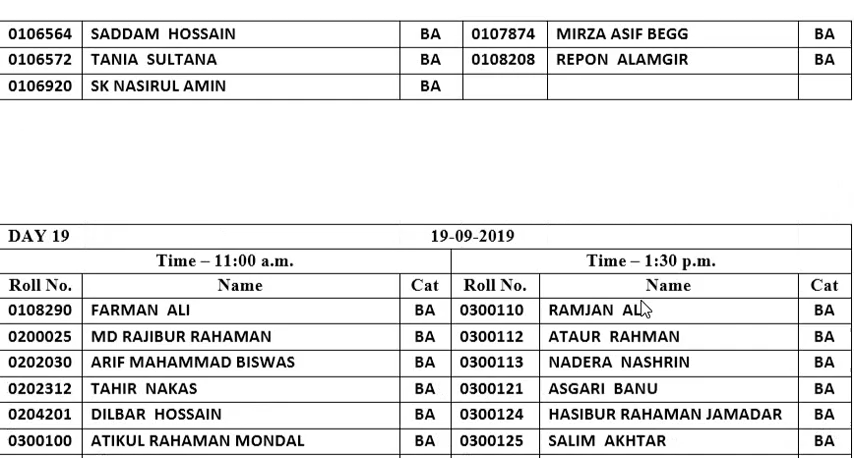 0106564 SADDAM HOSSAIN BA 0107874 MIRZA ASIF BEGG BA
0106572 TANIA SULTANA BA 0108208 REPON ALAMGIR BA
0106920 SK NASIRUL AMIN BA
DAY 19 19-09-2019
Time – 11:00 a.m. Time – 1:30 p.m.
Roll No. Name Cat Roll No. Name Cat
0108290 FARMAN ALI BA 0300110 RAMJAN ALI BA
0200025 MD RAJIBUR RAHAMAN BA 0300112 ATAUR RAHMAN BA
0202030 ARIF MAHAMMAD BISWAS BA 0300113 NADERA NASHRIN BA
0202312 TAHIR NAKAS BA 0300121 ASGARI BANU BA
0204201 DILBAR HOSSAIN BA 0300124 HASIBUR RAHAMAN JAMADAR BA
0300100 ATIKUL RAHAMAN MONDAL BA 0300125 SALIM AKHTAR BA